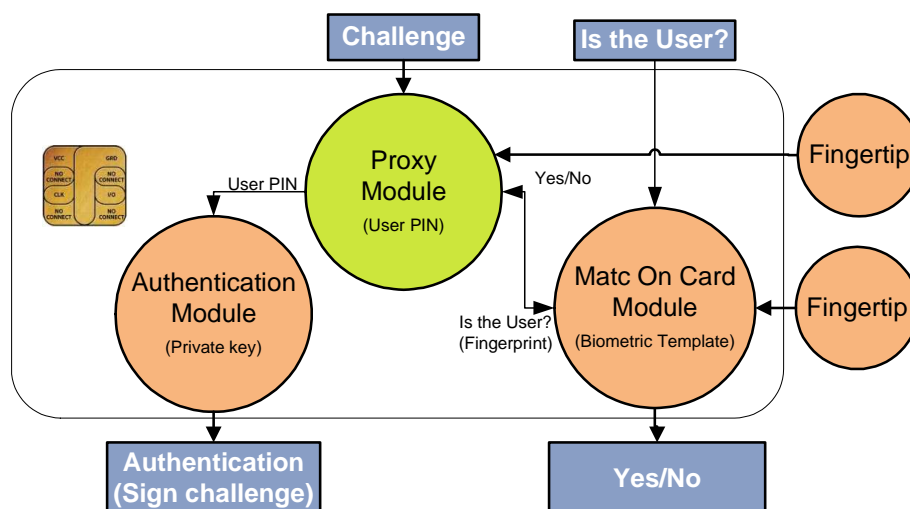 Challenge
Is the User?
VCC
GRD
NO
CONNECT
NO
CONNECT
CLK
I/O
NO
CONNECT
NO
CONNECT
Proxy
Module
(User PIN)
User PIN
Yes/No
Fingertip
Authentication
Module
(Private key)
Is the User?
(Fingerprint)
Matc On Card
Module
(Biometric Template)
Fingertip
Authentication
(Sign challenge)
Yes/No